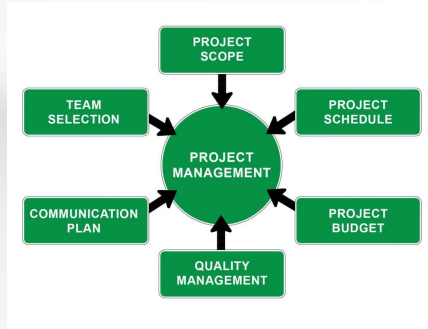 PROJECT
SCOPE
TEAM
SELECTION
PROJECT
SCHEDULE
PROJECT
MANAGEMENT
COMMUNICATION
PLAN
PROJECT
BUDGET
QUALITY
MANAGEMENT